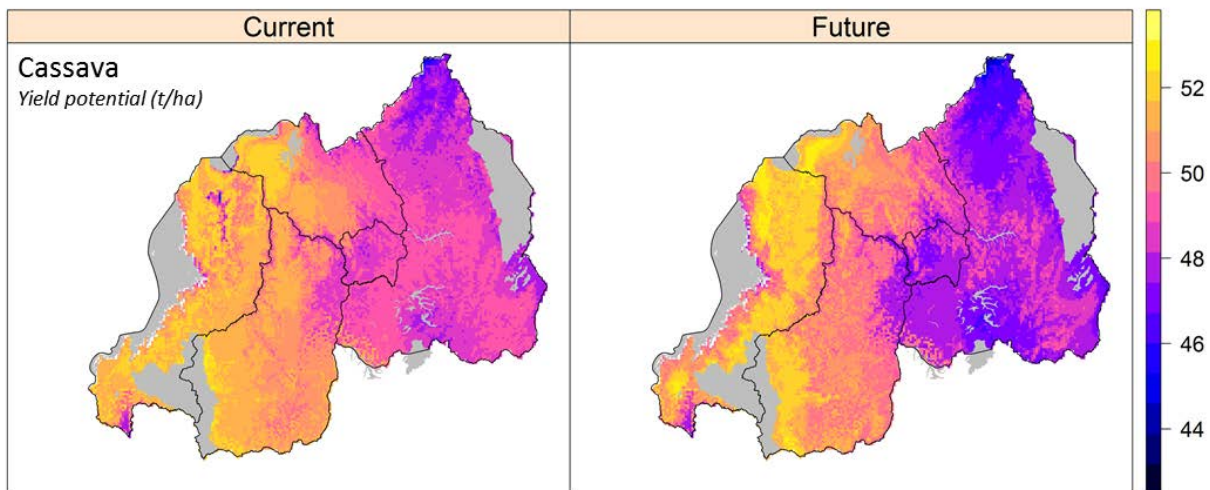 Current
Future
Cassava
Yield potential (t/ha)
52
50
48
46
44